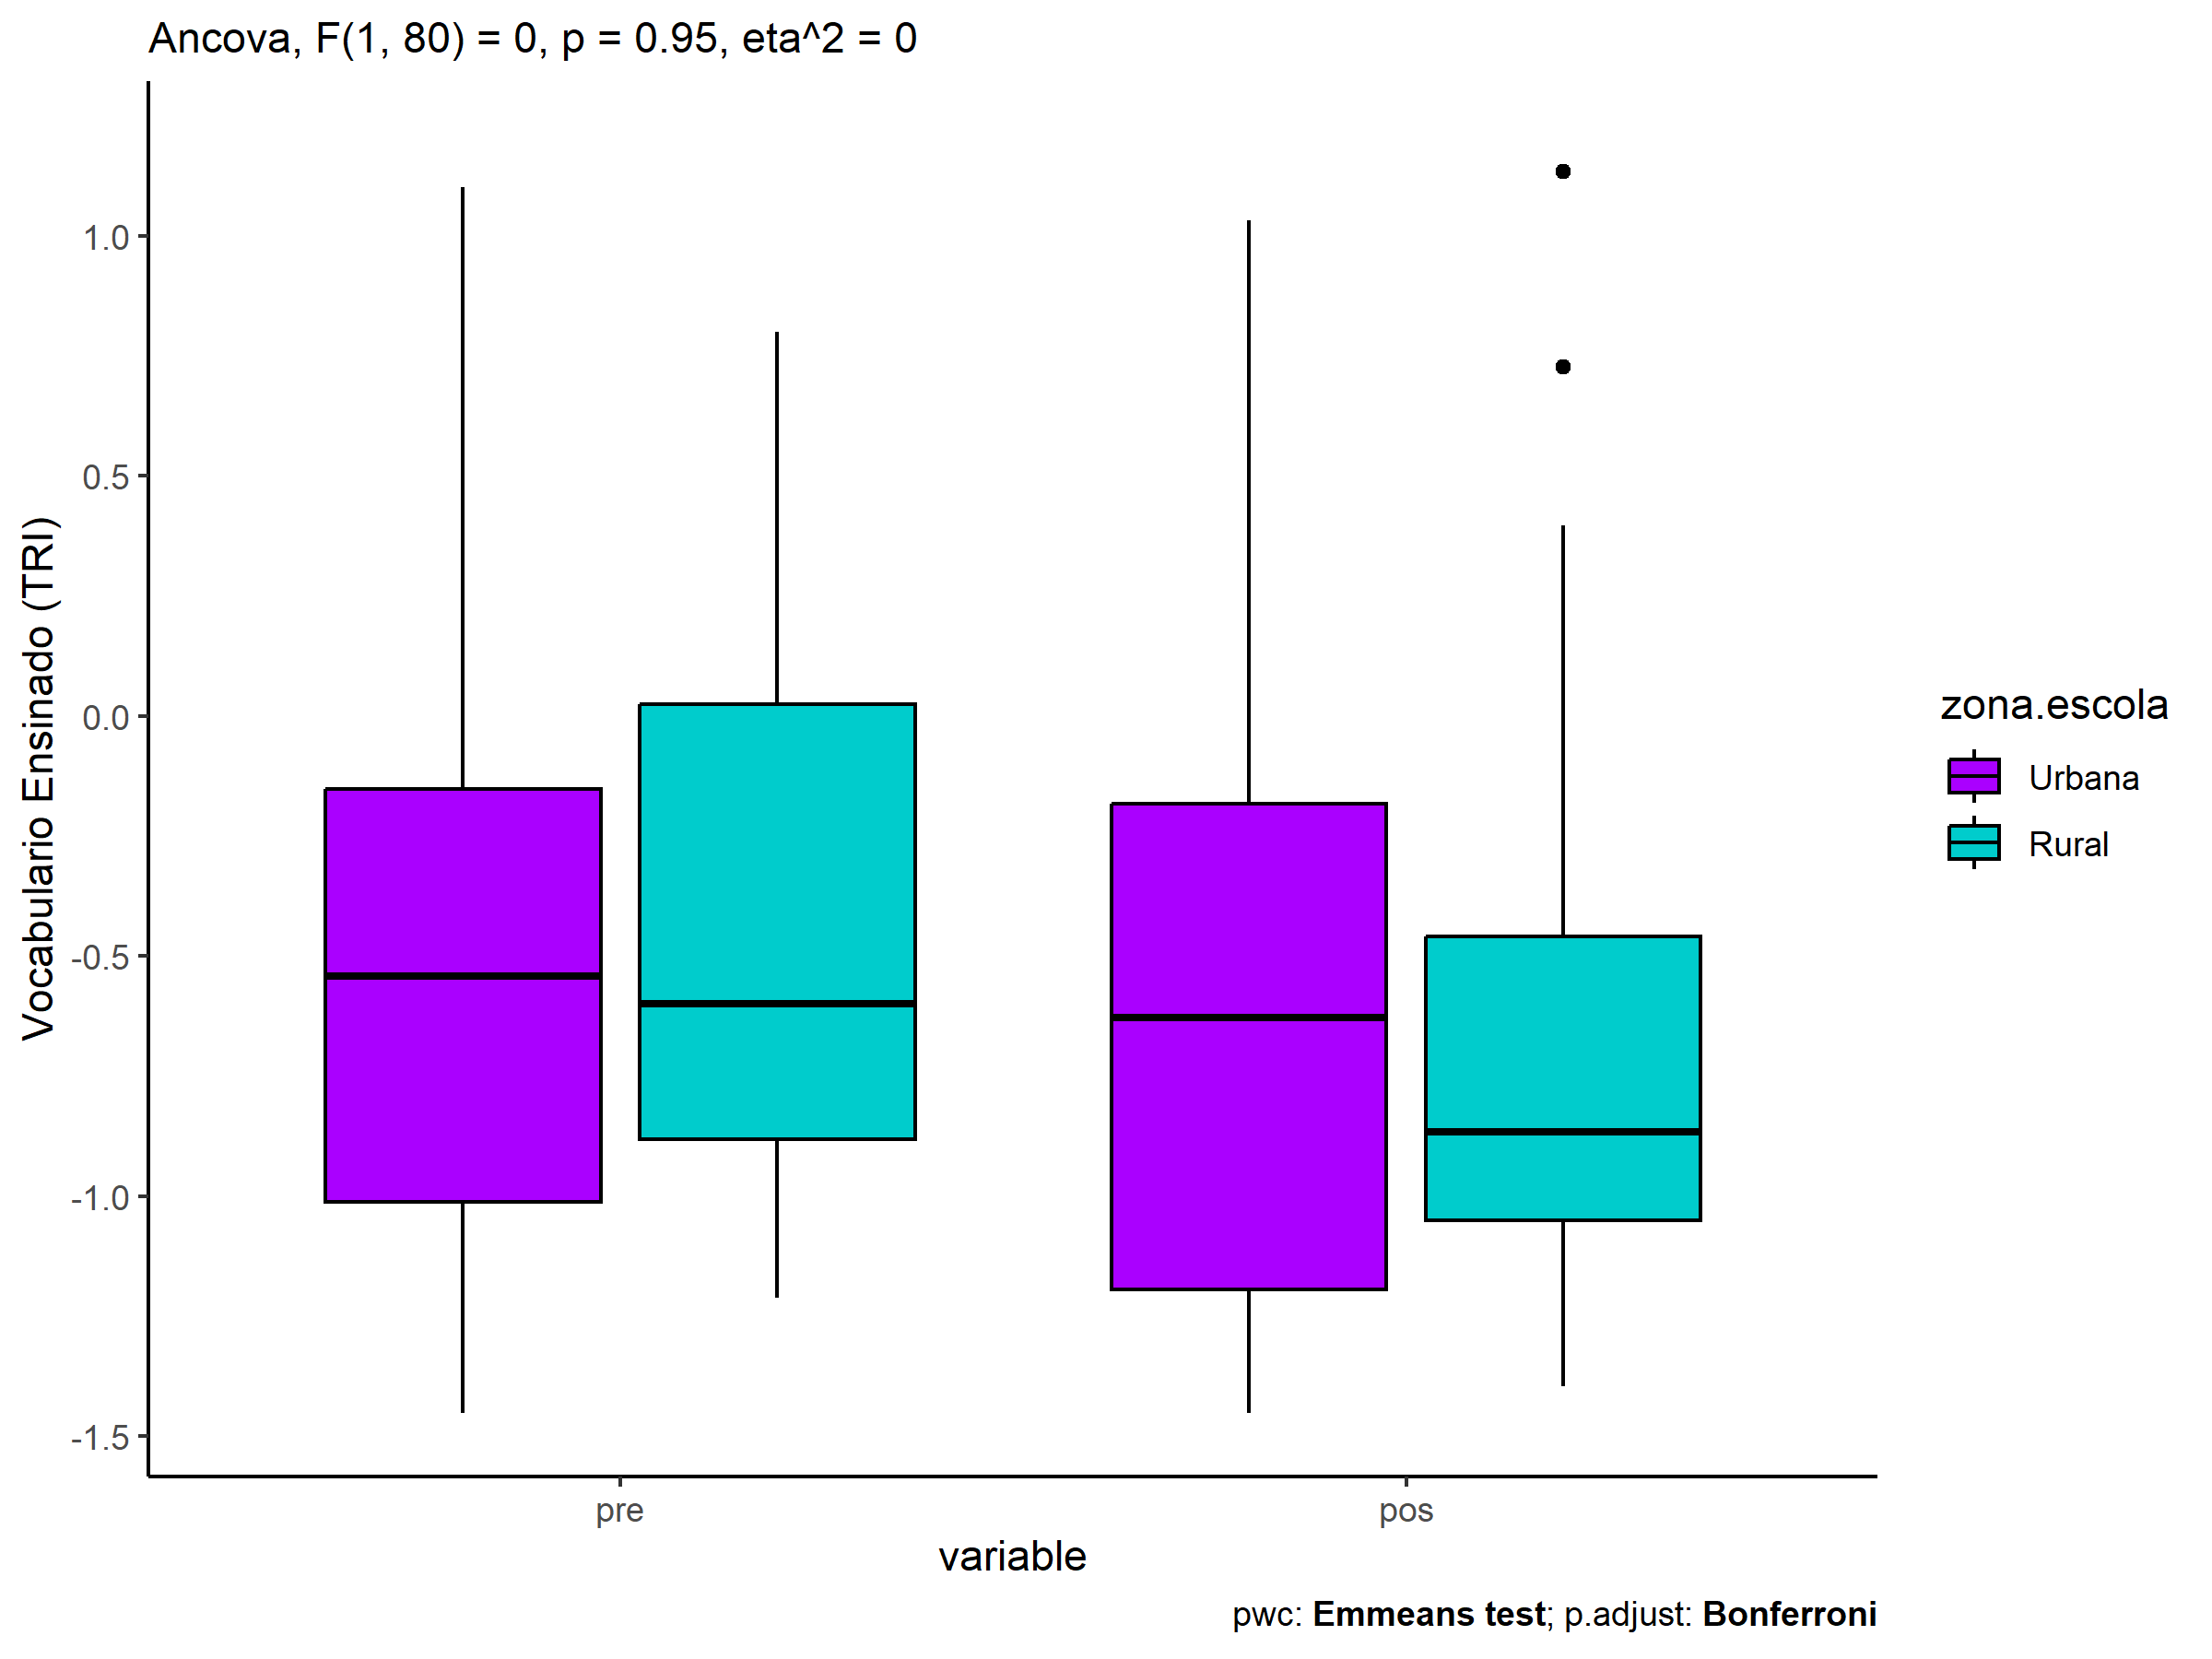 Ancova, F(1, 80) = 0, p = 0.95, eta^2 = 0
Vocabulario Ensinado (TRI)
1.0
0.5
0.0
-0.5
-1.0
-1.5
pre
pos
variable
zona.escola
Urbana
Rural
pwc: Emmeans test; p.adjust: Bonferroni